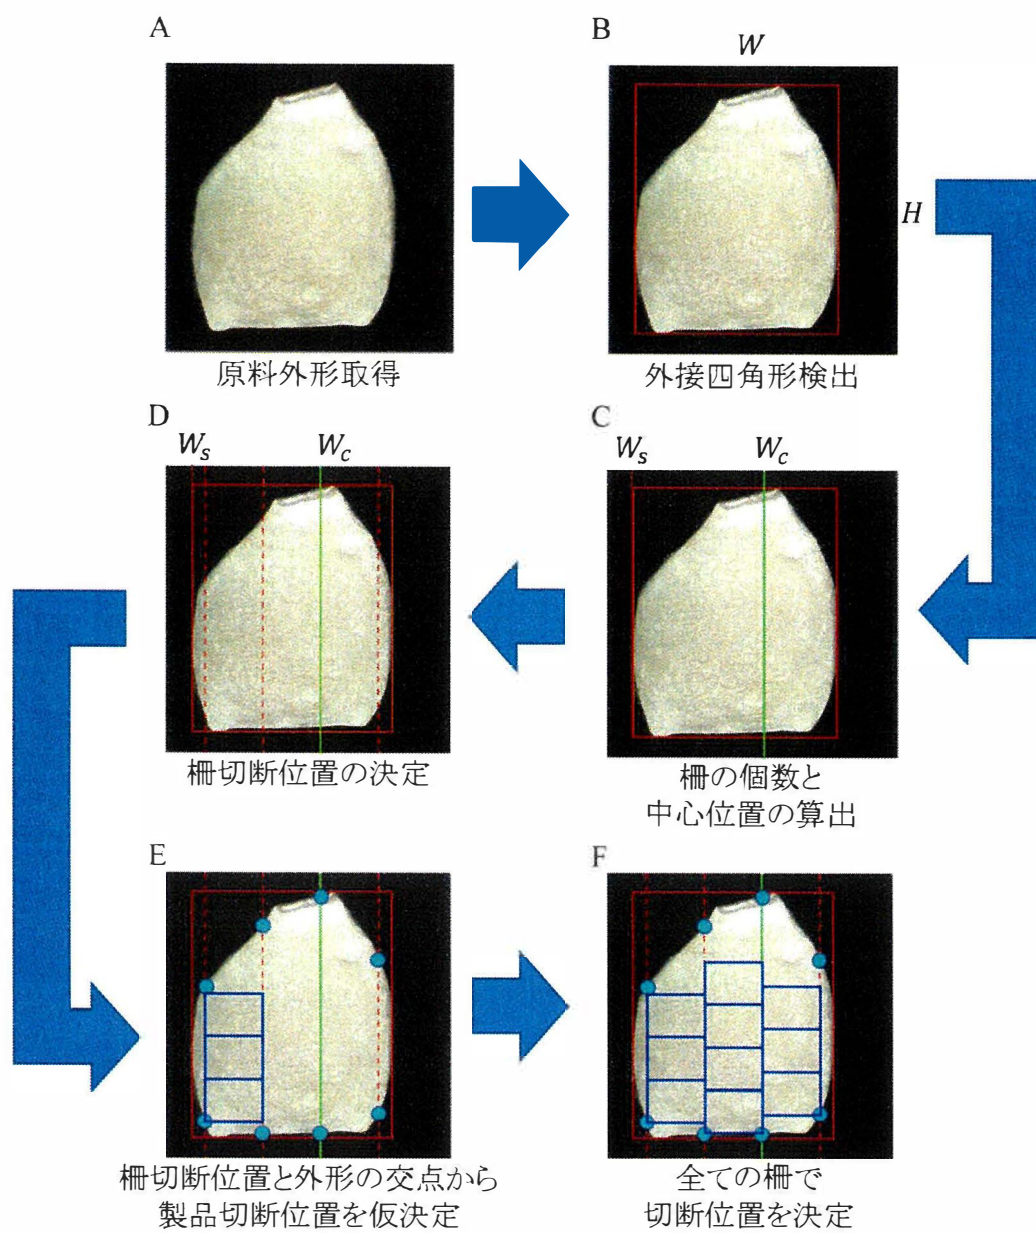 A
原料外形取得
B
W
H
外接四角形検出
C
W_s W_c
柵の個数と
中心位置の算出
D
W_s W_c
柵切断位置の決定
E
柵切断位置と外形の交点から
製品切断位置を仮決定
F
全ての柵で
切断位置を決定